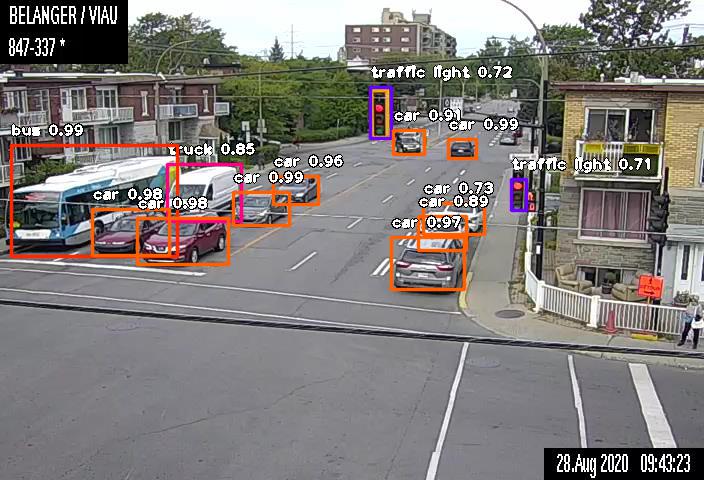 BELANGER / VIAU
847-337 *
traffic light 0.72
car 0.91
car 0.99
bus 0.99
truck 0.85
car 0.96
traffic light 0.71
car 0.99
car 0.98
car 0.98
car 0.73
car 0.89
car 0.97
28.Aug 2020 09:43:23